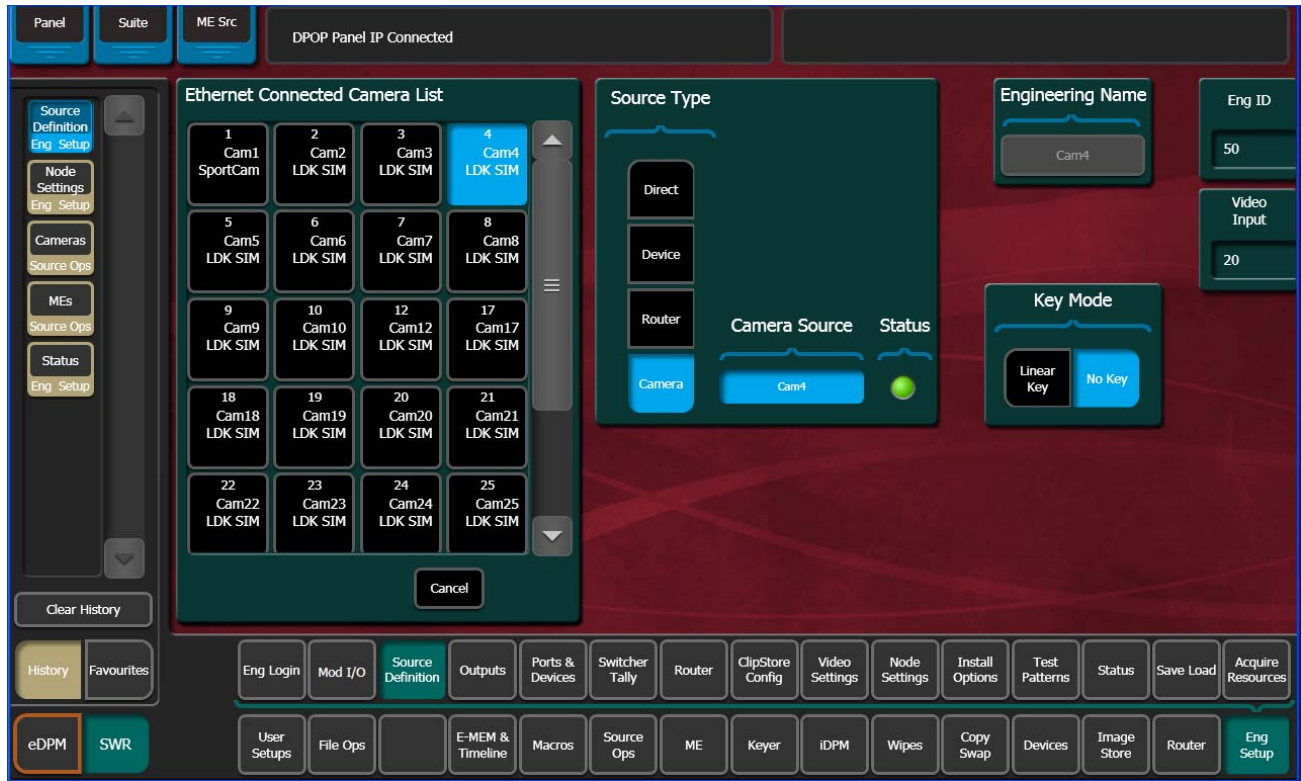 Panel
Suite
ME Src
DPOP Panel IP Connected
Source
Definition
Eng Setup
Node
Settings
Eng Setup
Cameras
Source Ops
MEs
Source Ops
Status
Eng Setup
Clear History
History
Favourites
eDPM
SWR
Ethernet Connected Camera List
1
Cam1
SportCam
2
Cam2
LDK SIM
3
Cam3
LDK SIM
4
Cam4
LDK SIM
5
Cam5
LDK SIM
6
Cam6
LDK SIM
7
Cam7
LDK SIM
8
Cam8
LDK SIM
9
Cam9
LDK SIM
10
Cam10
LDK SIM
12
Cam12
LDK SIM
17
Cam17
LDK SIM
18
Cam18
LDK SIM
19
Cam19
LDK SIM
20
Cam20
LDK SIM
21
Cam21
LDK SIM
22
Cam22
LDK SIM
23
Cam23
LDK SIM
24
Cam24
LDK SIM
25
Cam25
LDK SIM
Cancel
Source Type
Direct
Device
Router
Camera
Camera Source
Cam4
Status
Engineering Name
Cam4
Eng ID
50
Video
Input
20
Key Mode
Linear
Key
No Key
Eng Login
Mod I/O
Source
Definition
Outputs
Ports &
Devices
Switcher
Tally
Router
ClipStore
Config
Video
Settings
Node
Settings
Install
Options
Test
Patterns
Status
Save Load
Acquire
Resources
User
Setups
File Ops
E-MEM &
Timeline
Macros
Source
Ops
ME
Keyer
iDPM
Wipes
Copy
Swap
Devices
Image
Store
Router
Eng
Setup